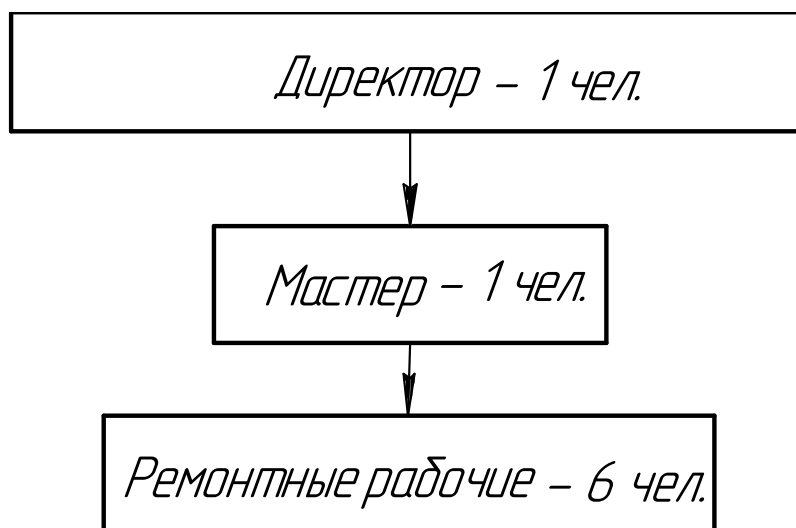 Директор – 1 чел.
Мастер – 1 чел.
Ремонтные рабочие – 6 чел.